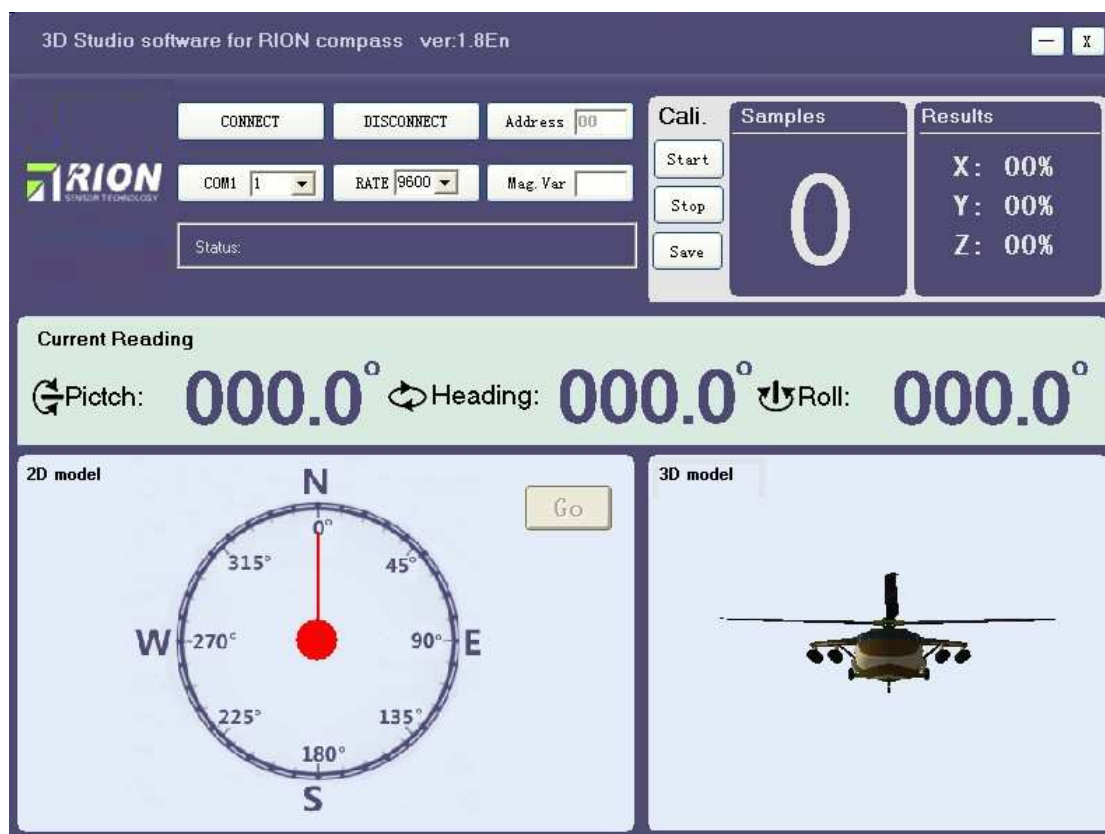 3D Studio software for RION compass ver:1.8En
— X
CONNECT DISCONNECT Address 00
RION
SENSOR TECHNOLOGY
COM1 1 RATE 9600 Mag.Var
Status:
Cali.
Start
Stop
Save
Samples
0
Results
X: 00%
Y: 00%
Z: 00%
Current Reading
Pictch: 000.0° Heading: 000.0° Roll: 000.0°
2D model
Go
N
0°
315° 45°
W 270° 90° E
225° 135°
180°
S
3D model